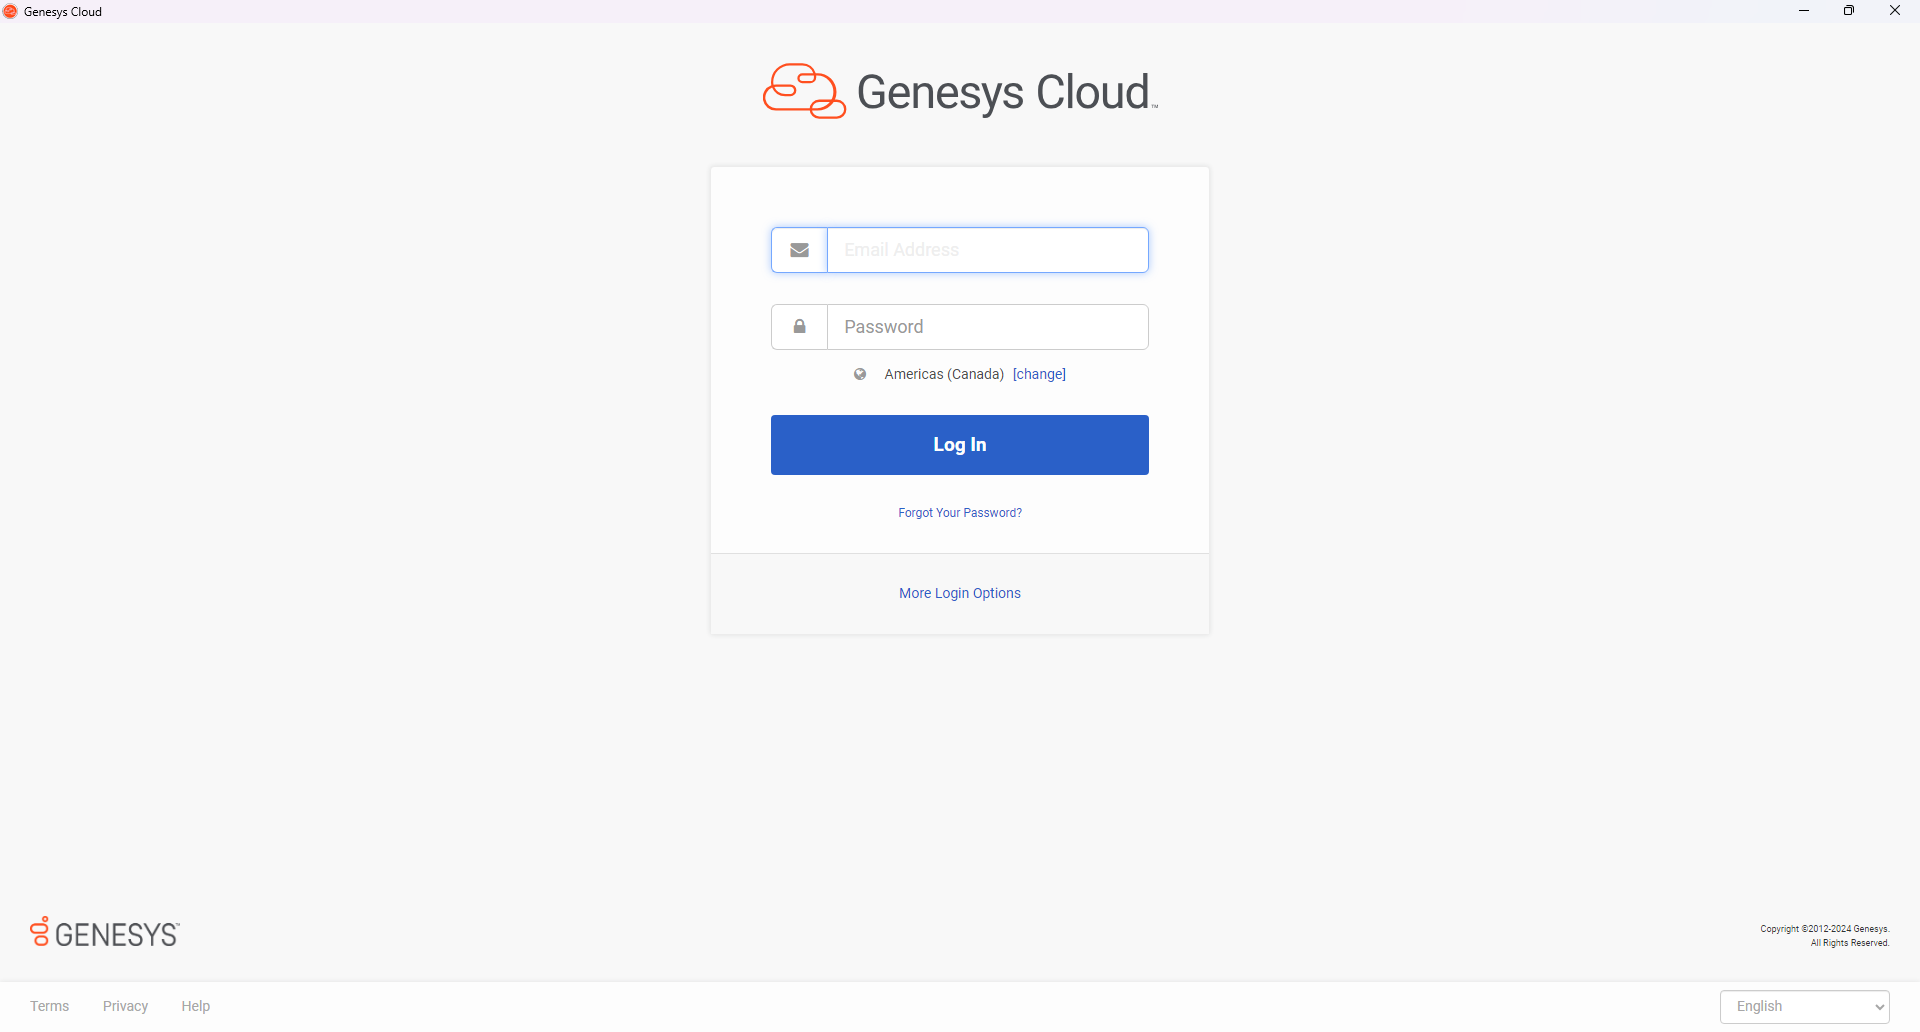 Genesys Cloud
Genesys Cloud™
Email Address
Password
Americas (Canada) [change]
Log In
Forgot Your Password?
More Login Options
GENESYS™
Copyright ©2012-2024 Genesys.
All Rights Reserved.
Terms Privacy Help
English